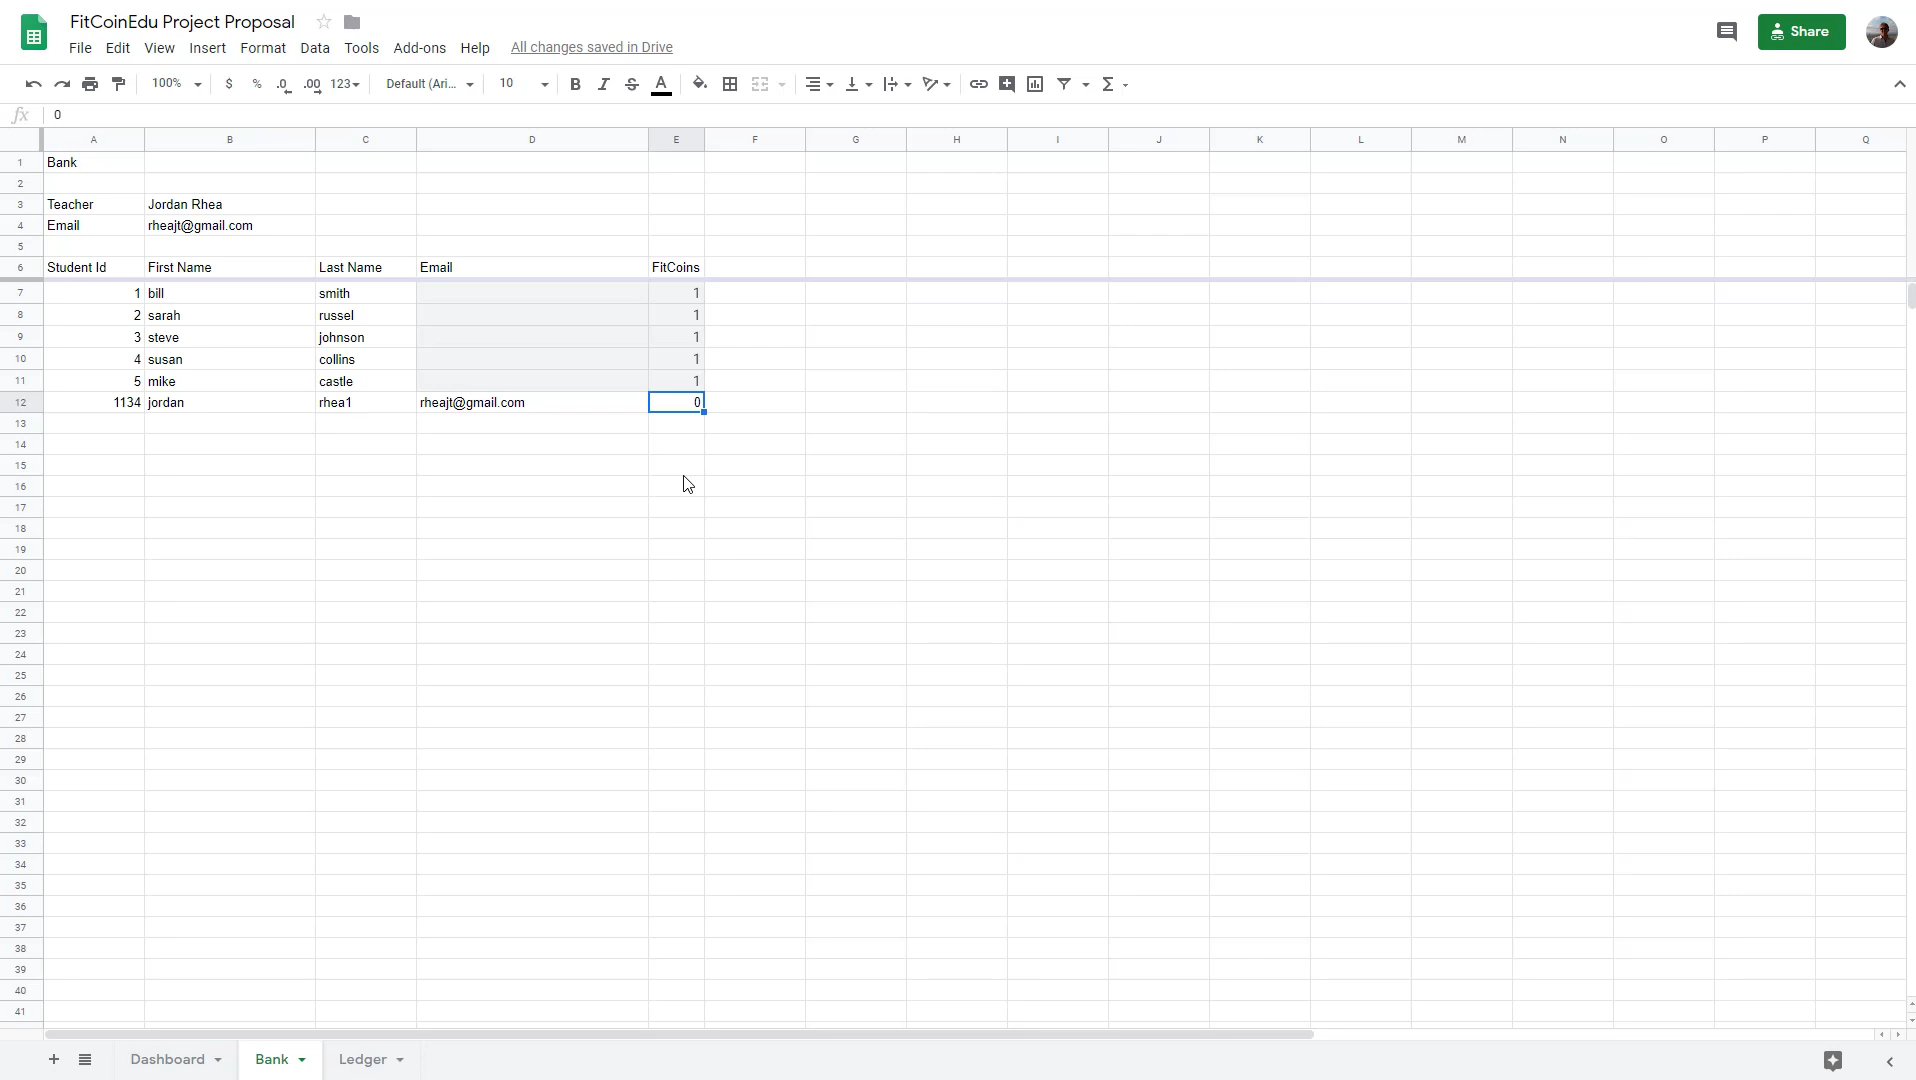 FitCoinEdu Project Proposal
File Edit View Insert Format Data Tools Add-ons Help All changes saved in Drive
Share
100% $ % .0 .00 123 Default (Ari... 10 B I S A Σ
fx 0
A B C D E F G H I J K L M N O P Q
1 Bank
2
3 Teacher Jordan Rhea
4 Email rheajt@gmail.com
5
6 Student Id First Name Last Name Email FitCoins
7 1 bill smith 1
8 2 sarah russel 1
9 3 steve johnson 1
10 4 susan collins 1
11 5 mike castle 1
12 1134 jordan rhea1 rheajt@gmail.com 0
13
14
15
16
17
18
19
20
21
22
23
24
25
26
27
28
29
30
31
32
33
34
35
36
37
38
39
40
41
+ Dashboard Bank Ledger